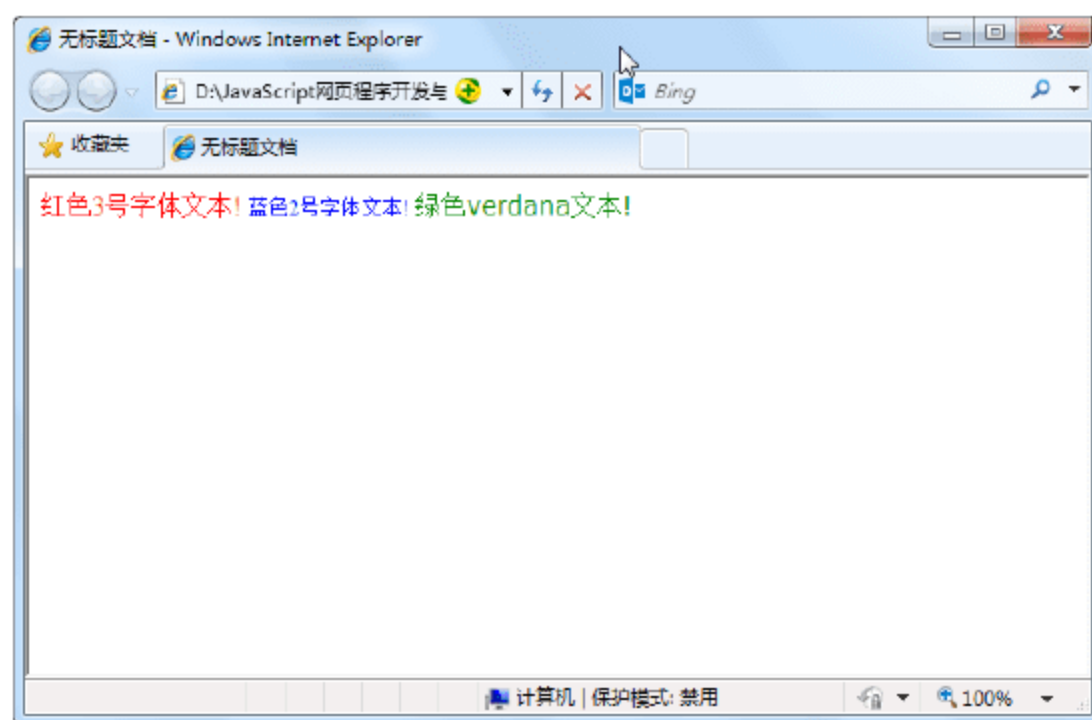 无标题文档 - Windows Internet Explorer
D:\JavaScript网页程序开发与 Bing
收藏夹 无标题文档
红色3号字体文本! 蓝色2号字体文本! 绿色verdana文本!
计算机 | 保护模式: 禁用 100%